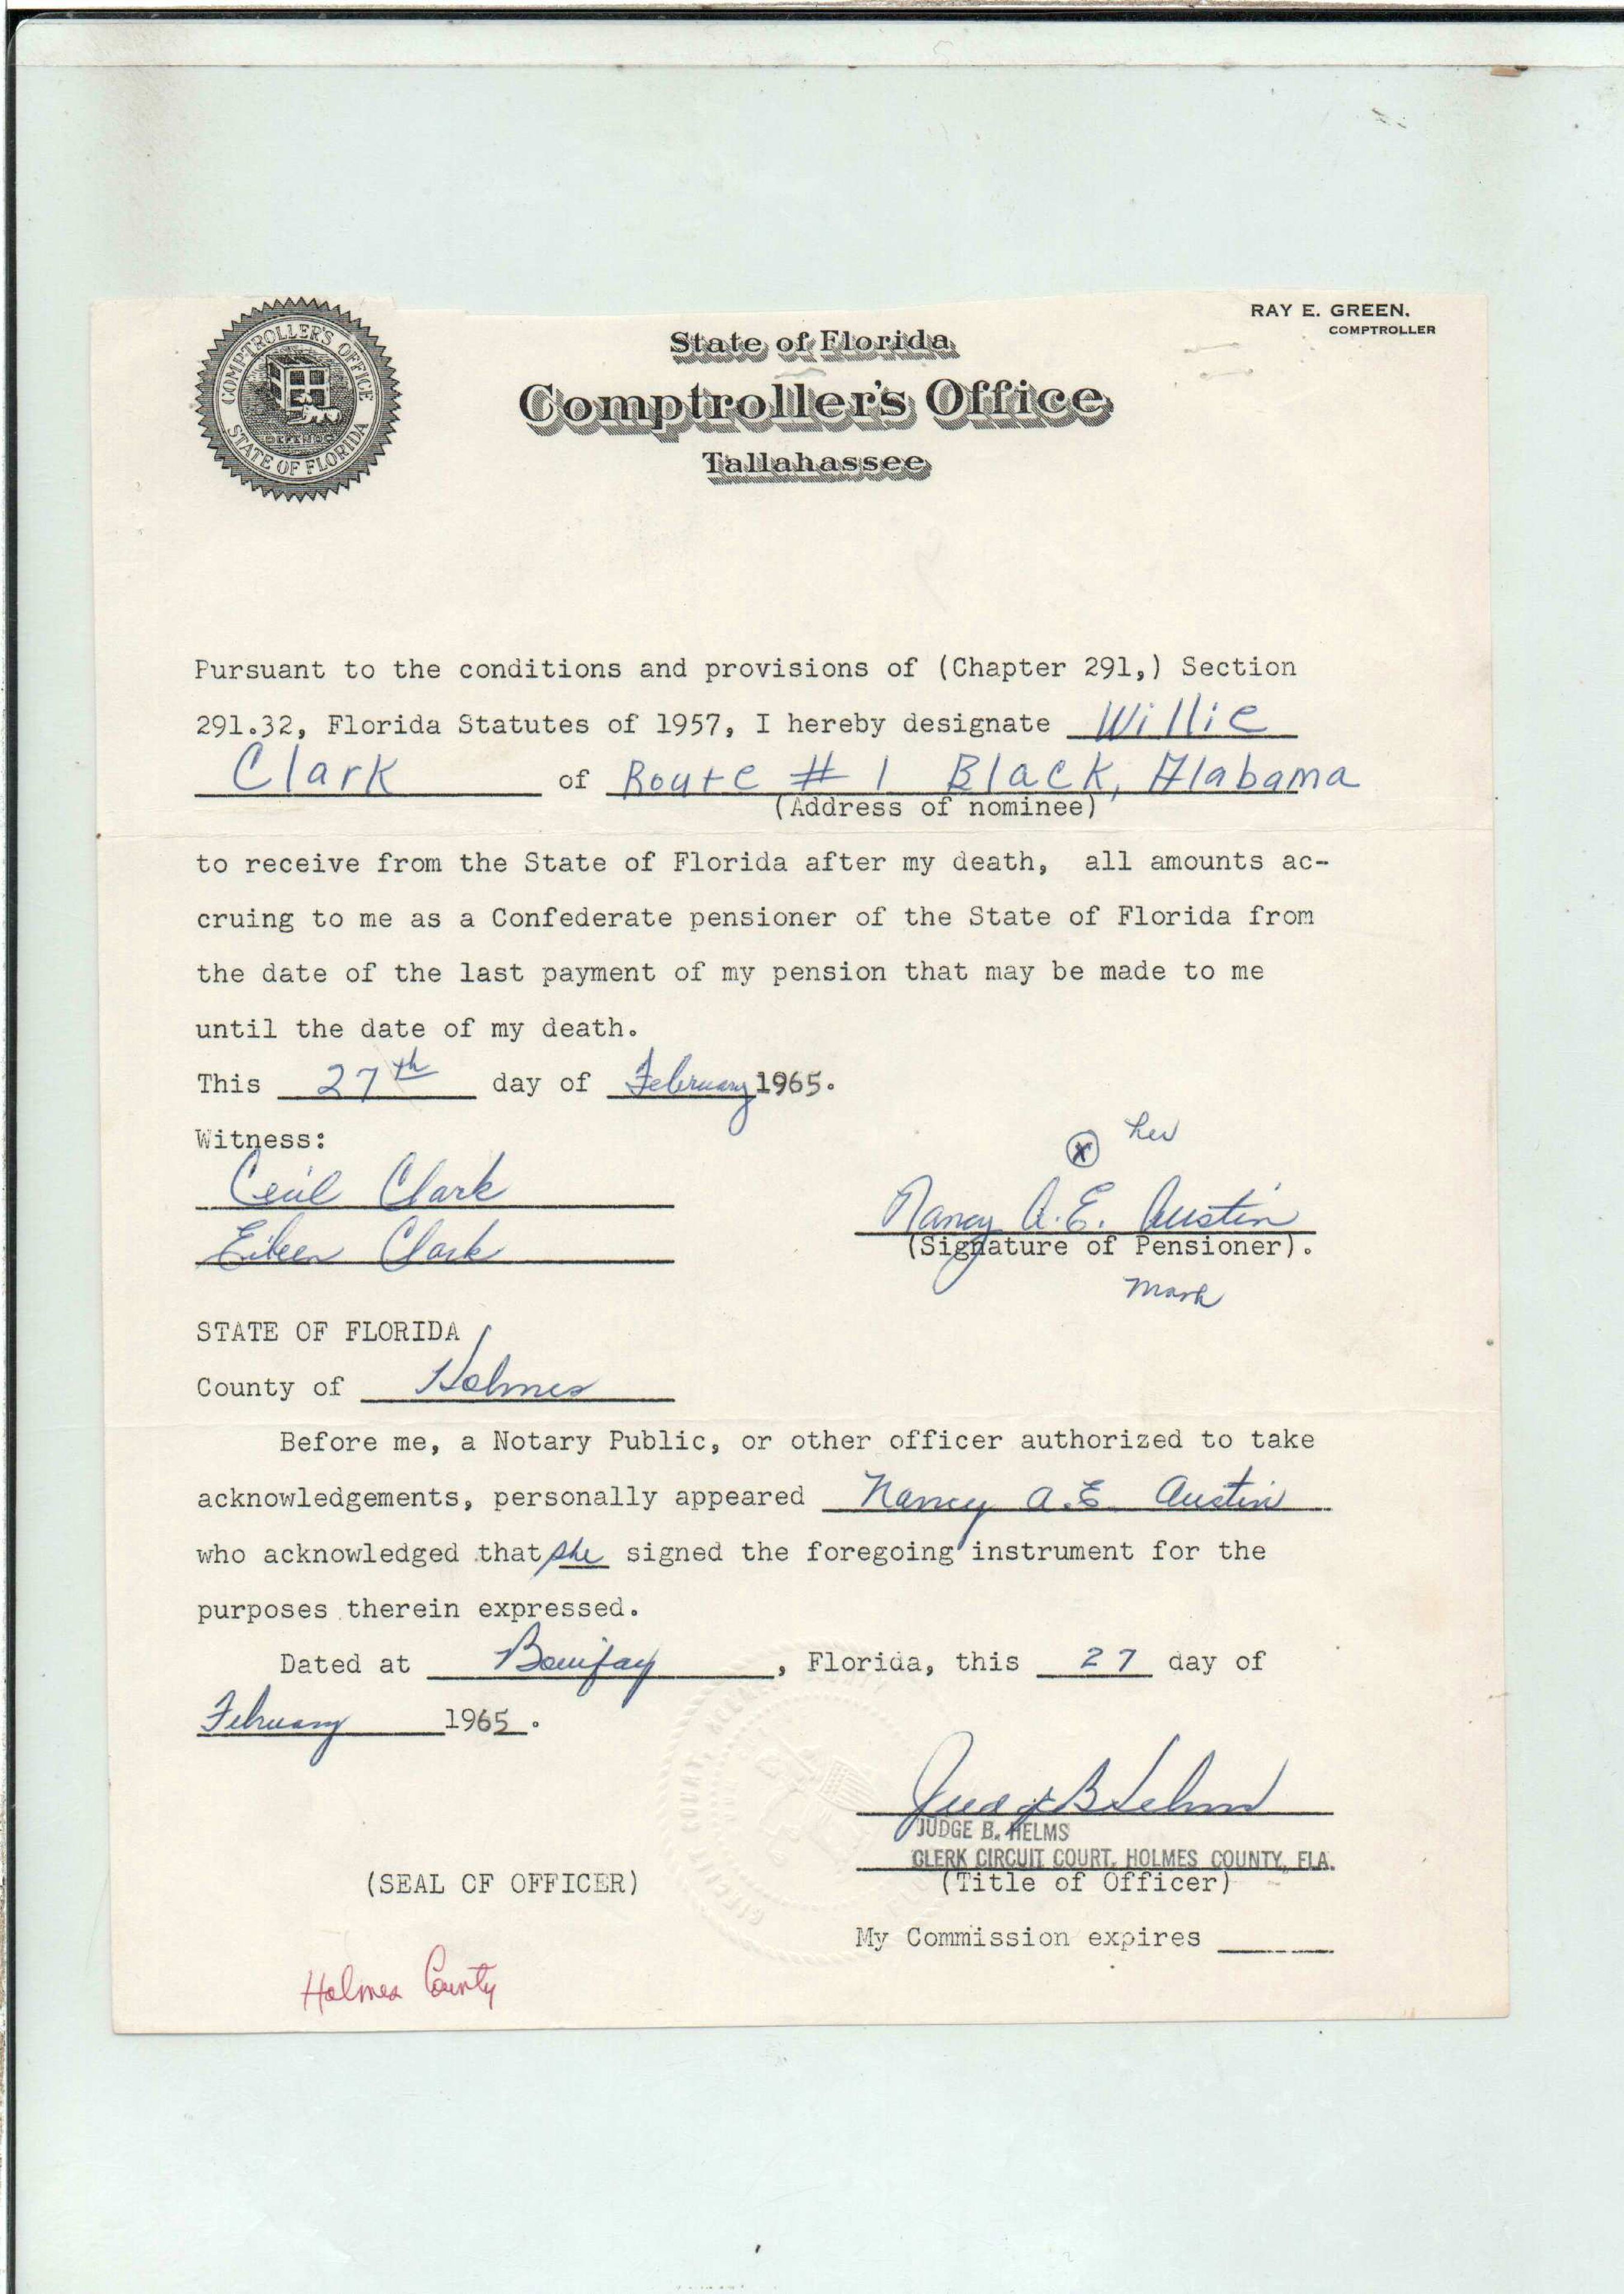 RAY E. GREEN.
COMPTROLLER
COMPTROLLER'S OFFICE
STATE OF FLORIDA
State of Florida
Comptroller's Office
Tallahassee
Pursuant to the conditions and provisions of (Chapter 291,) Section
291.32, Florida Statutes of 1957, I hereby designate Willie
Clark of Route # 1 Black, Alabama
(Address of nominee)
to receive from the State of Florida after my death, all amounts ac-
cruing to me as a Confederate pensioner of the State of Florida from
the date of the last payment of my pension that may be made to me
until the date of my death.
This 27th day of February 1965.
Witness:
x her
Cecil Clark
Nancy A. E. Austin
Eileen Clark
(Signature of Pensioner).
mark
STATE OF FLORIDA
County of Holmes
Before me, a Notary Public, or other officer authorized to take
acknowledgements, personally appeared Nancy A.E. Austin
who acknowledged that she signed the foregoing instrument for the
purposes therein expressed.
Dated at Bonifay, Florida, this 27 day of
February 1965.
Judge B Helms
JUDGE B. HELMS
CLERK CIRCUIT COURT, HOLMES COUNTY, FLA.
(SEAL OF OFFICER)
(Title of Officer)
My Commission expires
Holmes County